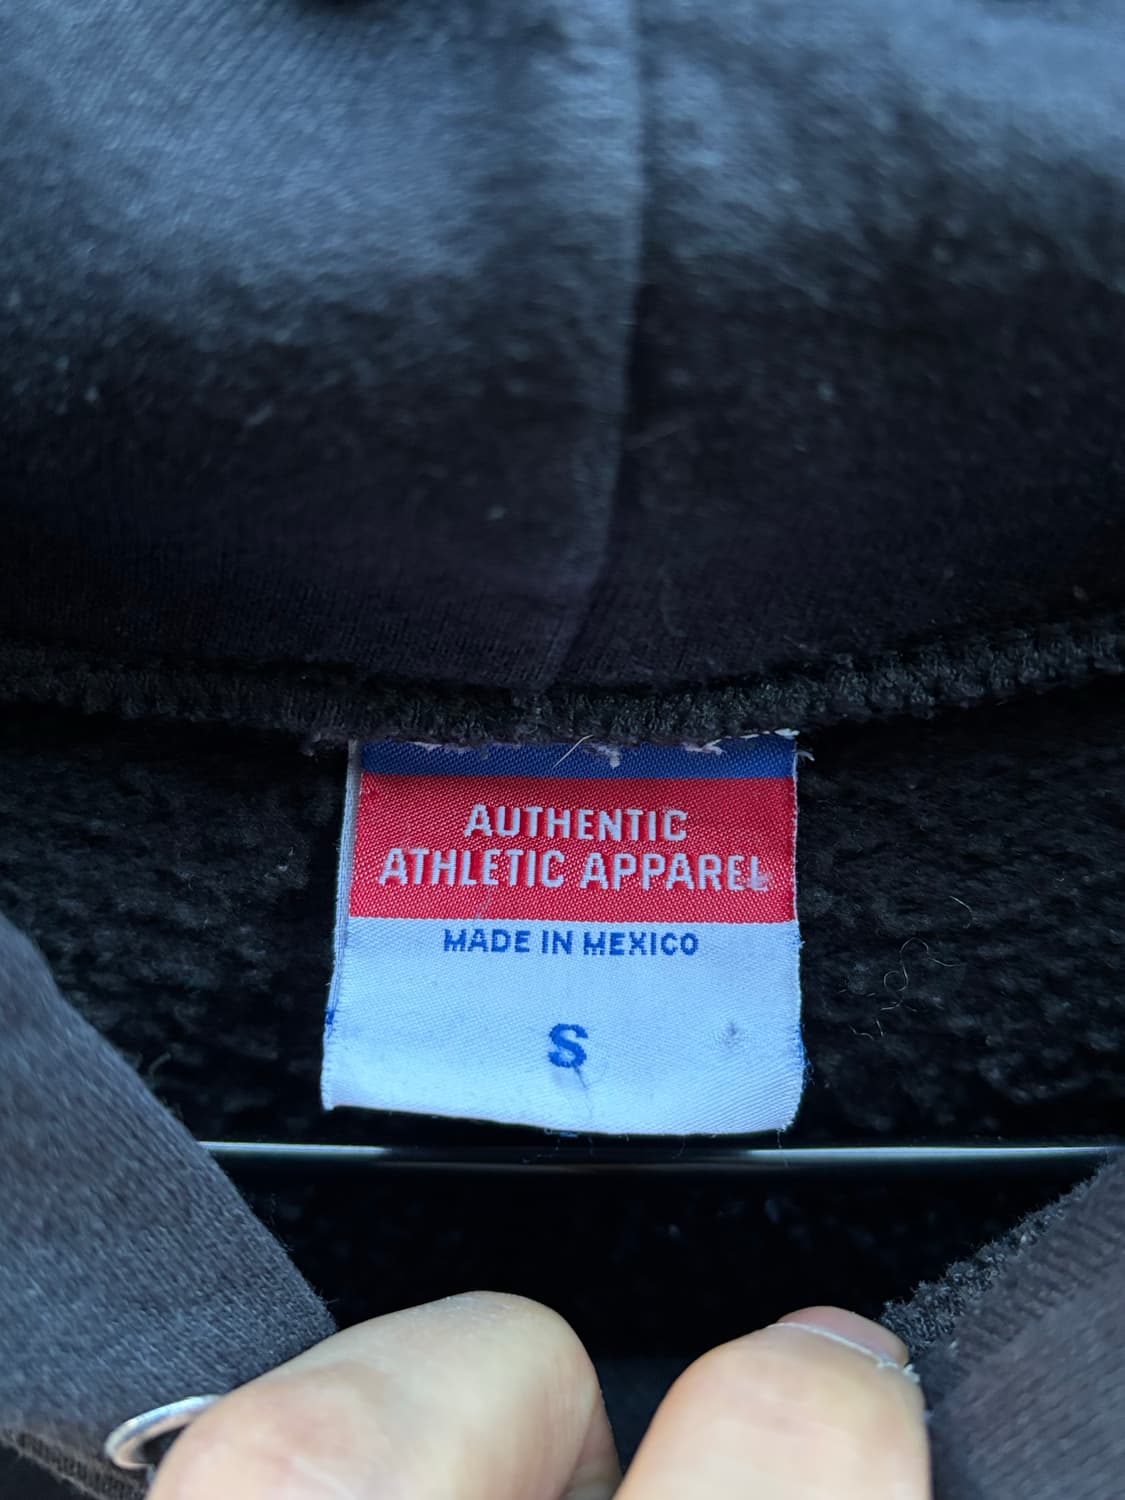 AUTHENTIC
ATHLETIC APPAREL
MADE IN MEXICO
S